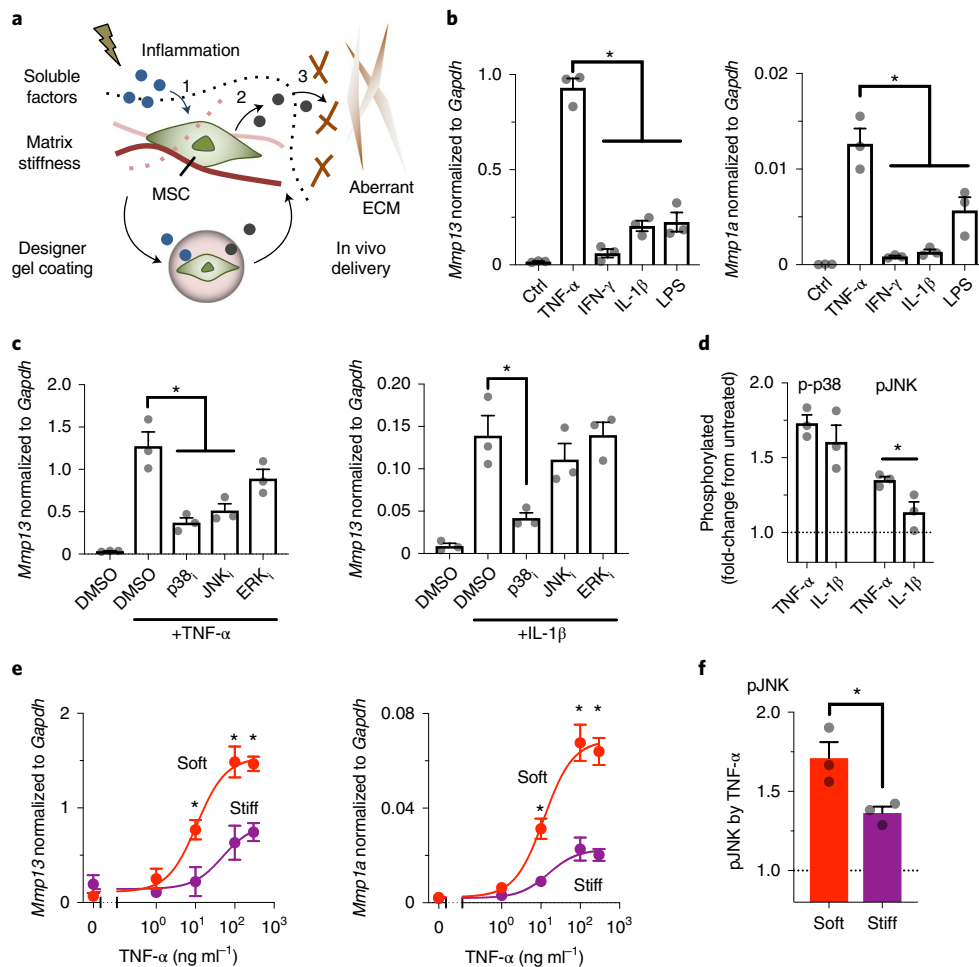 a
Inflammation
Soluble
factors
1
2
3
Matrix
stiffness
MSC
Aberrant
ECM
Designer
gel coating
In vivo
delivery
b
Mmp13 normalized to Gapdh
1.0
0.5
0
*
Ctrl
TNF-α
IFN-γ
IL-1β
LPS
Mmp1a normalized to Gapdh
0.02
0.01
0
*
Ctrl
TNF-α
IFN-γ
IL-1β
LPS
c
Mmp13 normalized to Gapdh
2.0
1.5
1.0
0.5
0
*
DMSO
DMSO
p38i
JNKi
ERKi
+TNF-α
Mmp13 normalized to Gapdh
0.20
0.15
0.10
0.05
0.00
*
DMSO
DMSO
p38i
JNKi
ERKi
+IL-1β
d
Phosphorylated
(fold-change from untreated)
2.0
1.5
1.0
p-p38
pJNK
*
TNF-α
IL-1β
TNF-α
IL-1β
e
Mmp13 normalized to Gapdh
2
1
0
Soft
Stiff
*
*
*
0
10⁰
10¹
10²
10³
TNF-α (ng ml⁻¹)
Mmp1a normalized to Gapdh
0.08
0.04
0
Soft
Stiff
*
*
*
0
10⁰
10¹
10²
10³
TNF-α (ng ml⁻¹)
f
pJNK
pJNK by TNF-α
2.0
1.5
1.0
*
Soft
Stiff